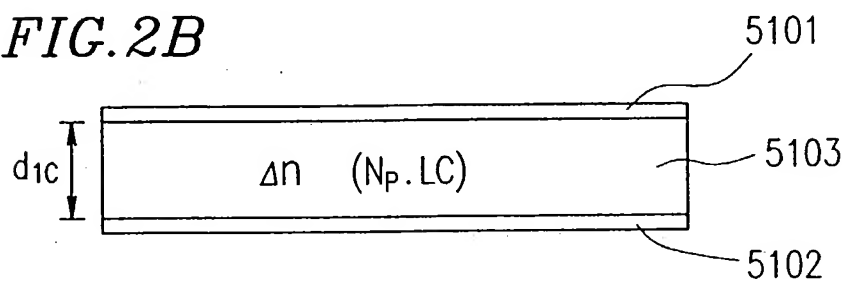 FIG. 2B
5101
d1c
Δn (NP. LC)
5103
5102